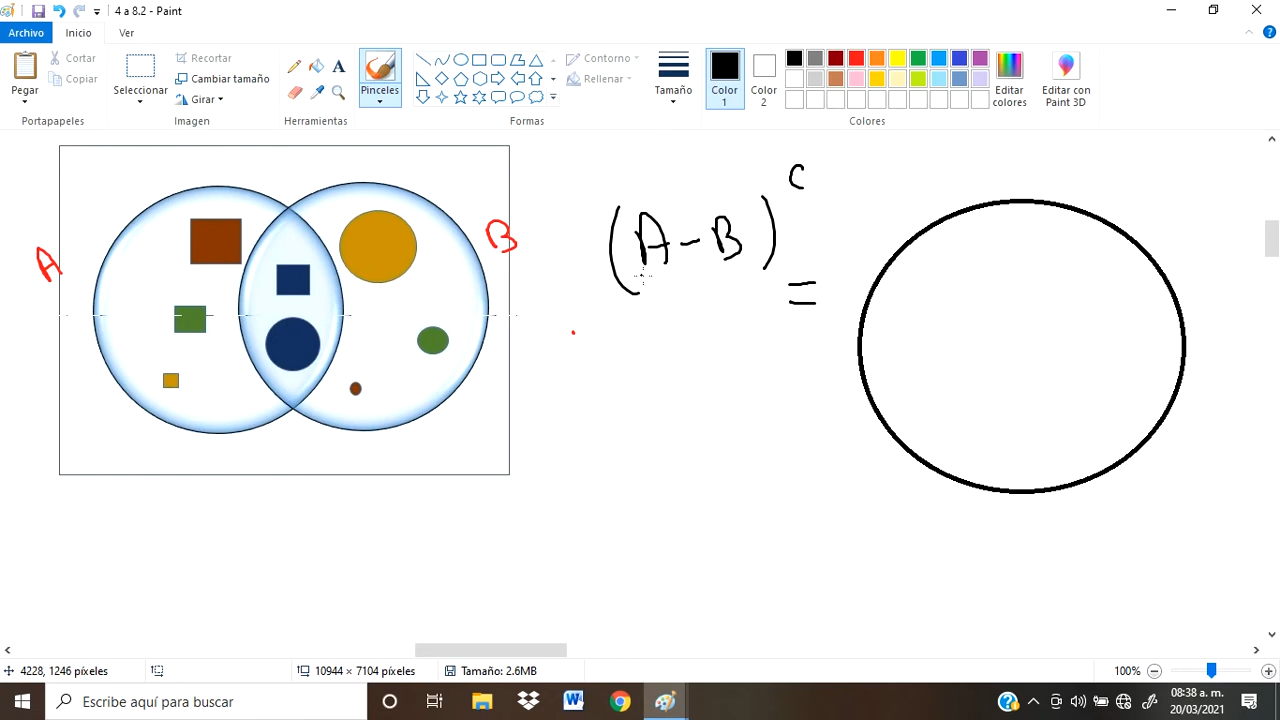 4 a 8.2 - Paint
Archivo Inicio Ver
Pegar
Cortar
Copiar
Portapapeles
Seleccionar
Recortar
Cambiar tamaño
Girar
Imagen
A
Herramientas
Pinceles
Contorno
Rellenar
Formas
Tamaño
Color 1
Color 2
Editar colores
Editar con Paint 3D
Colores
A
B
(A - B)^c
=
4228, 1246 píxeles
10944 × 7104 píxeles
Tamaño: 2.6MB
100%
Escribe aquí para buscar
08:38 a. m.
20/03/2021